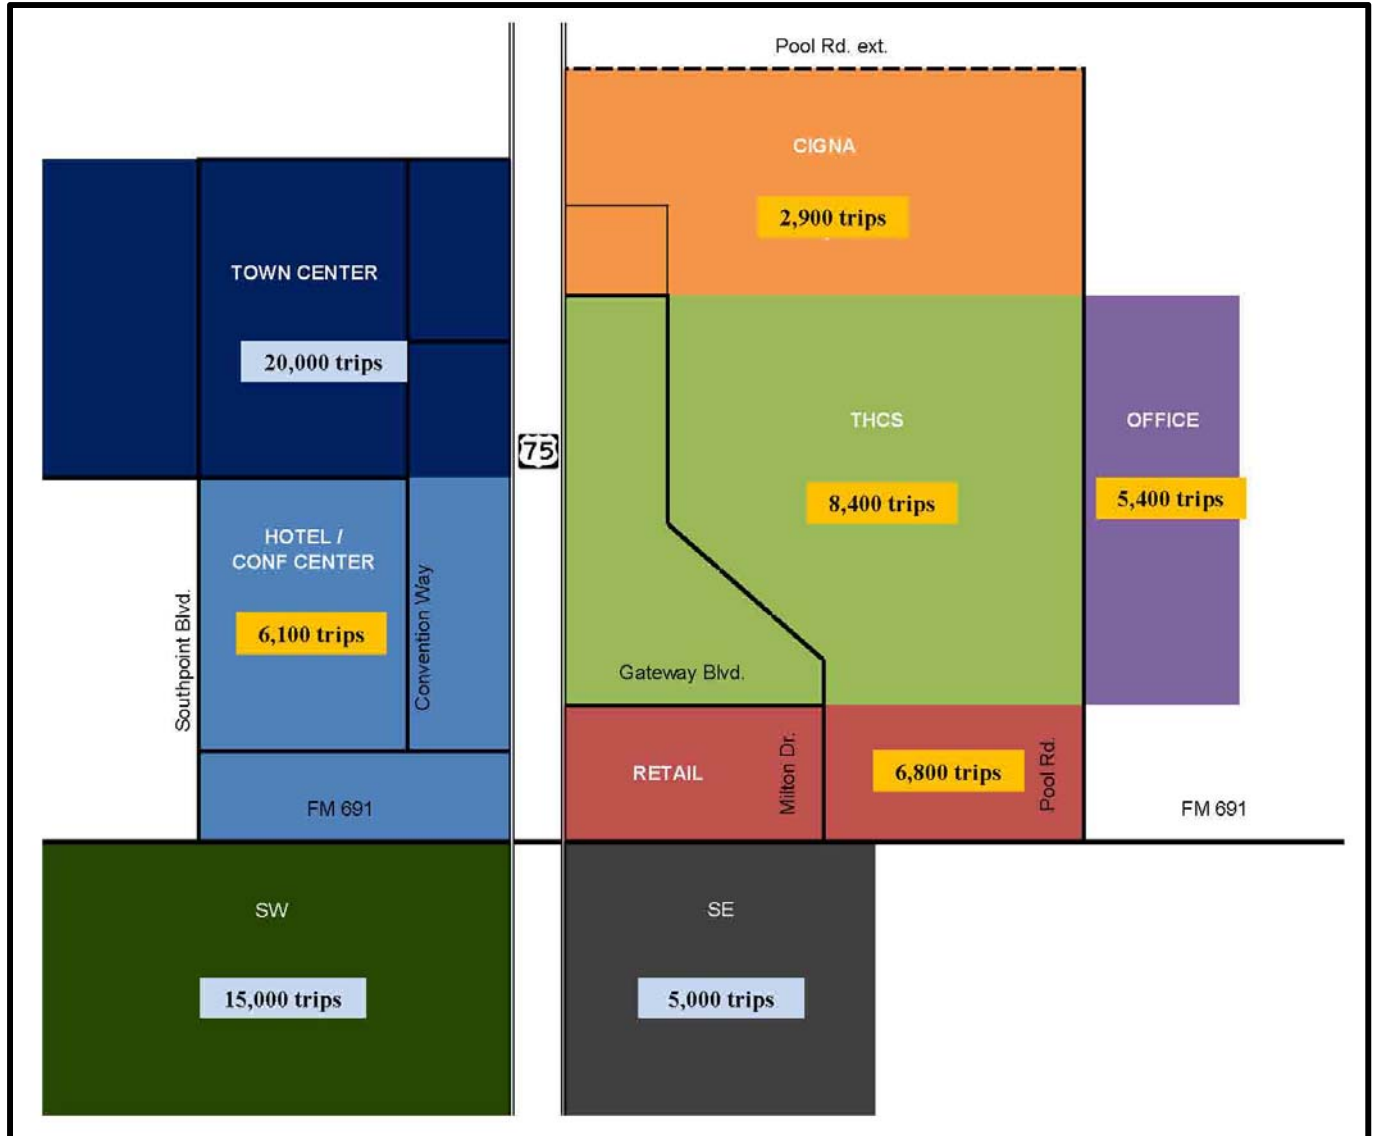 Pool Rd. ext.
CIGNA
2,900 trips
TOWN CENTER
20,000 trips
75
THCS
8,400 trips
OFFICE
5,400 trips
HOTEL /
CONF CENTER
6,100 trips
Southpoint Blvd.
Convention Way
Gateway Blvd.
RETAIL
Milton Dr.
6,800 trips
Pool Rd.
FM 691
FM 691
SW
15,000 trips
SE
5,000 trips